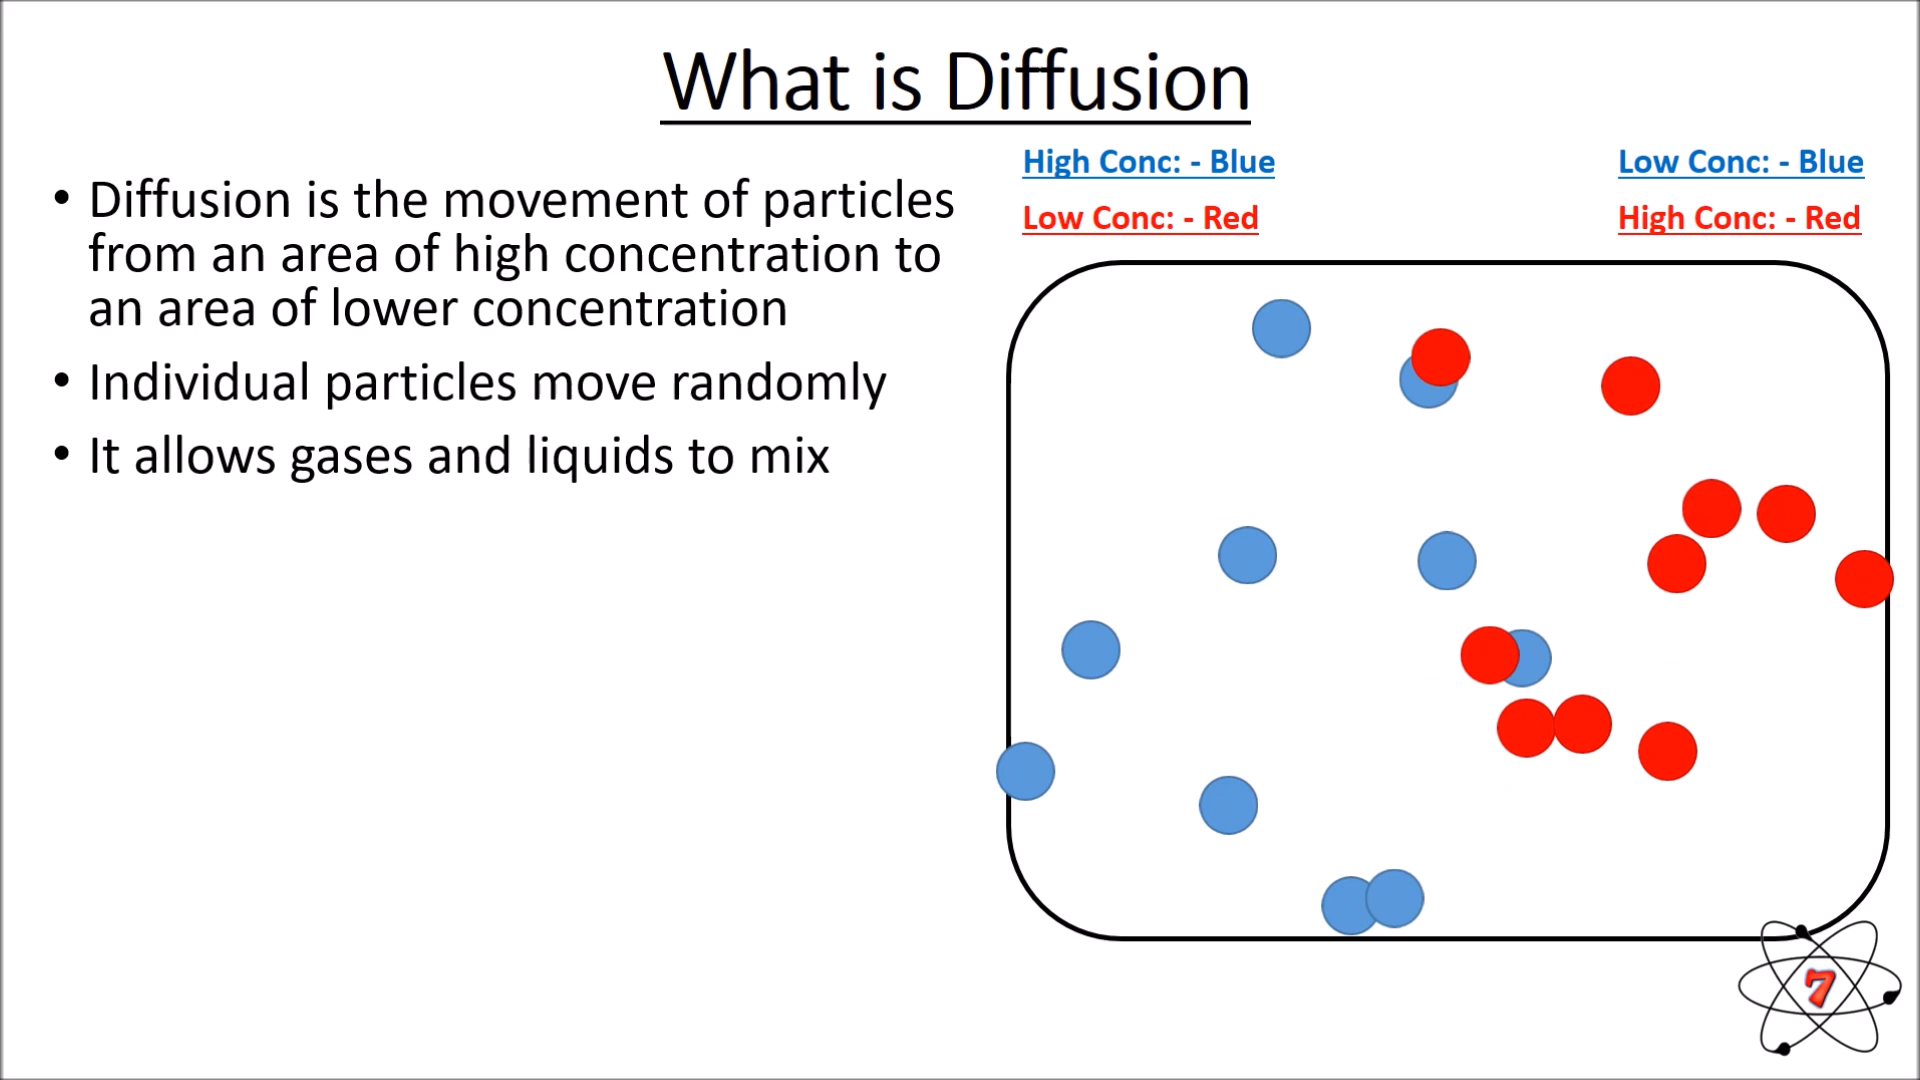 What is Diffusion
• Diffusion is the movement of particles
from an area of high concentration to
an area of lower concentration
• Individual particles move randomly
• It allows gases and liquids to mix
High Conc: - Blue
Low Conc: - Red
Low Conc: - Blue
High Conc: - Red
7